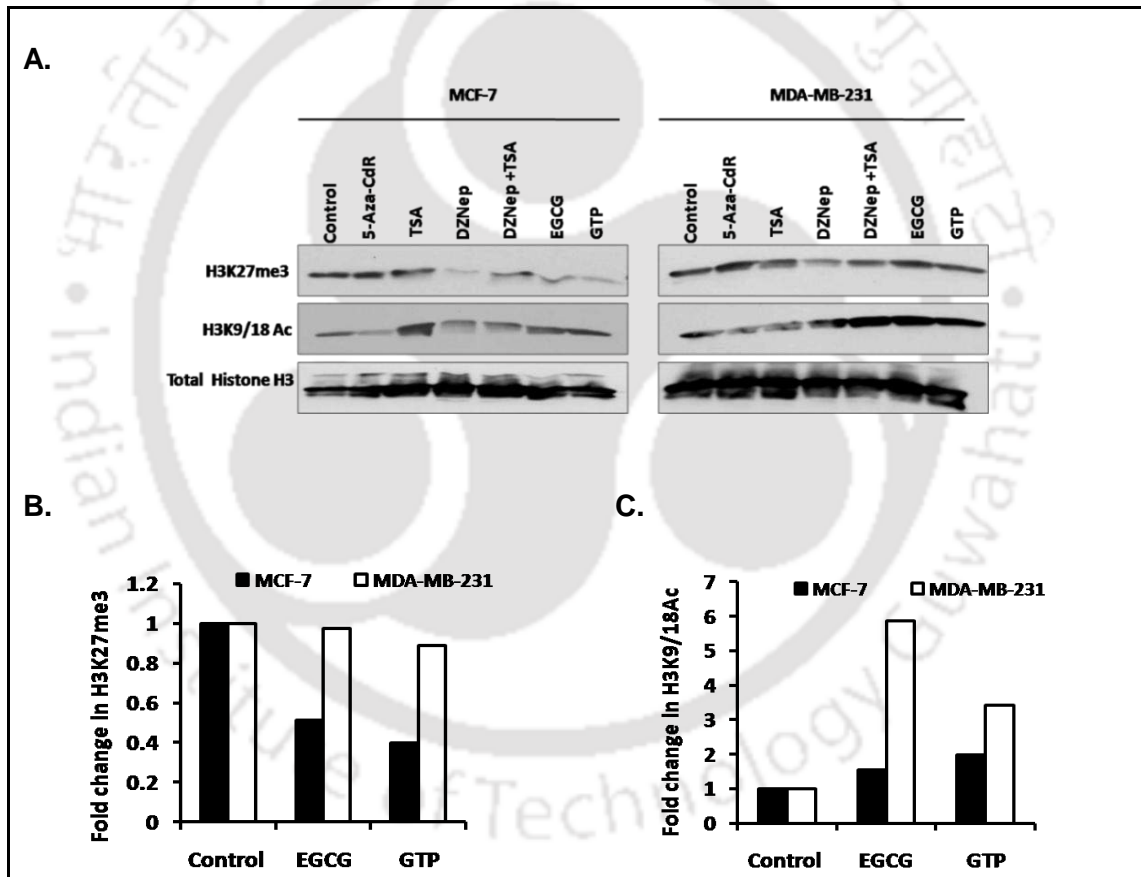 A.
MCF-7
MDA-MB-231
Control
5-Aza-CdR
TSA
DZNep
DZNep +TSA
EGCG
GTP
Control
5-Aza-CdR
TSA
DZNep
DZNep+TSA
EGCG
GTP
H3K27me3
H3K9/18 Ac
Total Histone H3
B.
MCF-7
MDA-MB-231
Fold change in H3K27me3
1.2
1
0.8
0.6
0.4
0.2
0
Control
EGCG
GTP
C.
MCF-7
MDA-MB-231
Fold change in H3K9/18Ac
7
6
5
4
3
2
1
0
Control
EGCG
GTP
Indian Institute of Technology Guwahati